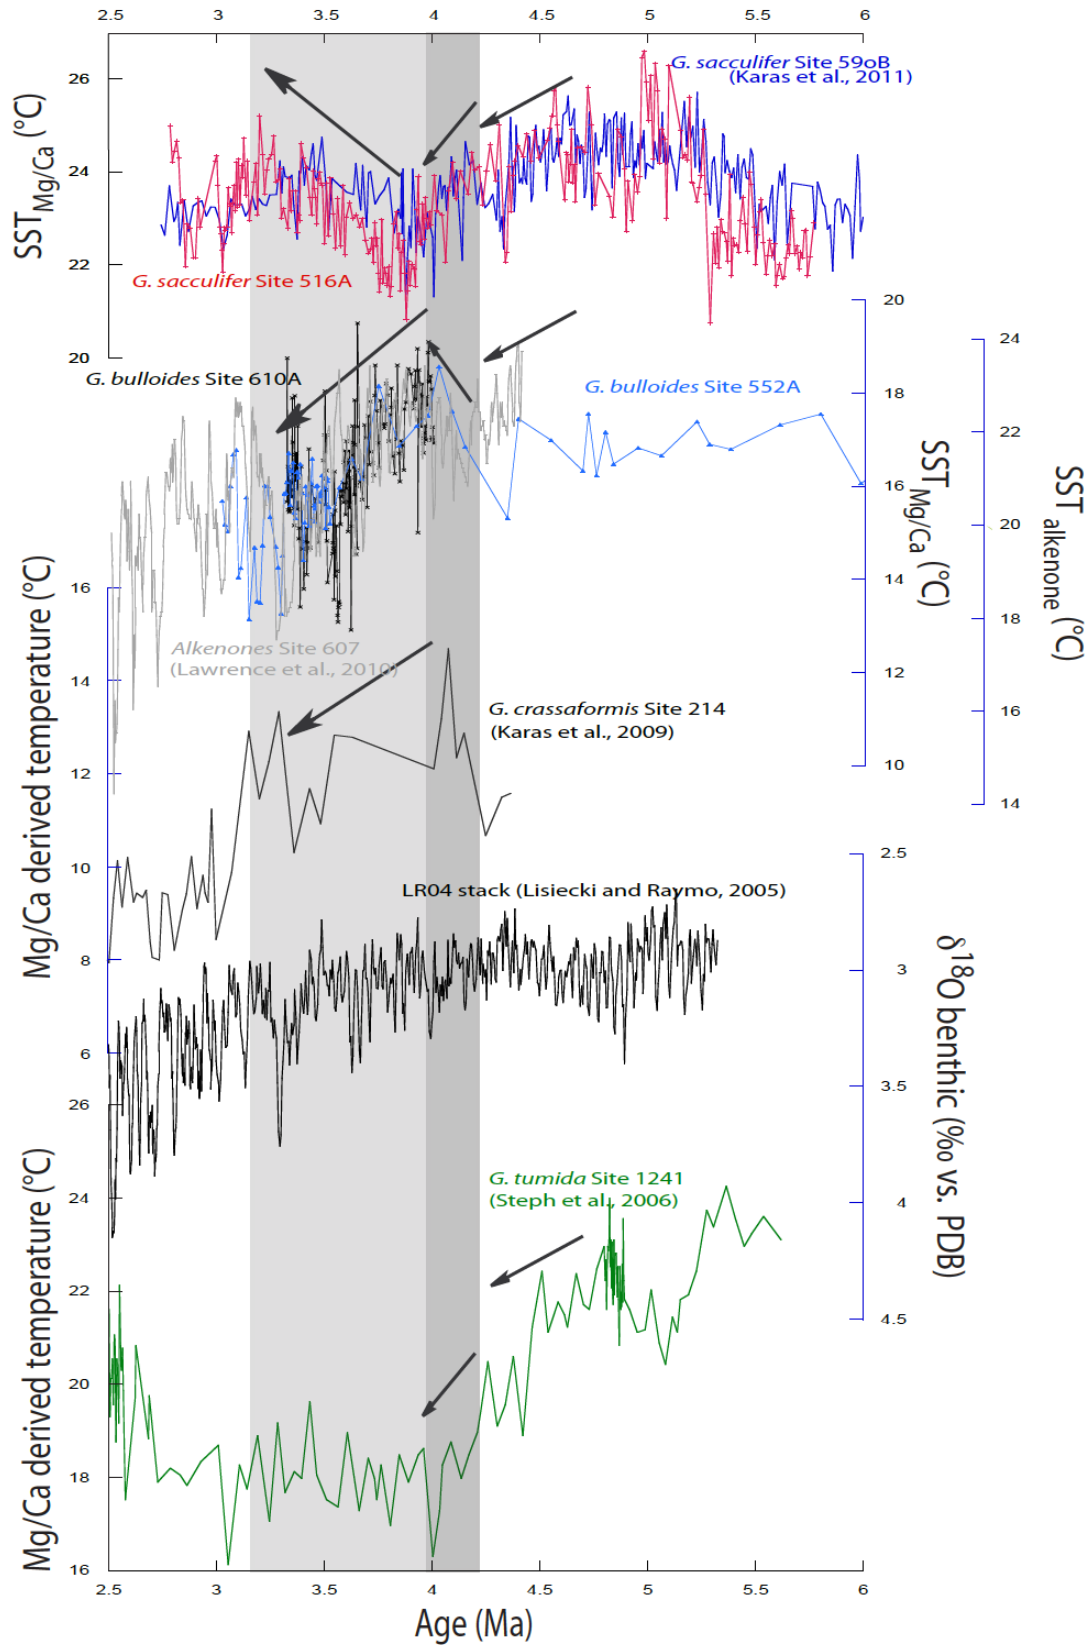 2.5 3 3.5 4 4.5 5 5.5 6
G. sacculifer Site 590B
(Karas et al., 2011)
26
24
22
20
SST Mg/Ca (°C)
G. sacculifer Site 516A
20
18
16
14
12
10
SST Mg/Ca (°C)
24
22
20
18
16
14
SST alkenone (°C)
G. bulloides Site 610A
G. bulloides Site 552A
Alkenones Site 607
(Lawrence et al., 2010)
16
14
12
10
8
6
Mg/Ca derived temperature (°C)
G. crassaformis Site 214
(Karas et al., 2009)
LR04 stack (Lisiecki and Raymo, 2005)
2.5
3
3.5
4
4.5
δ18O benthic (‰ vs. PDB)
G. tumida Site 1241
(Steph et al., 2006)
26
24
22
20
18
16
Mg/Ca derived temperature (°C)
2.5 3 3.5 4 4.5 5 5.5 6
Age (Ma)